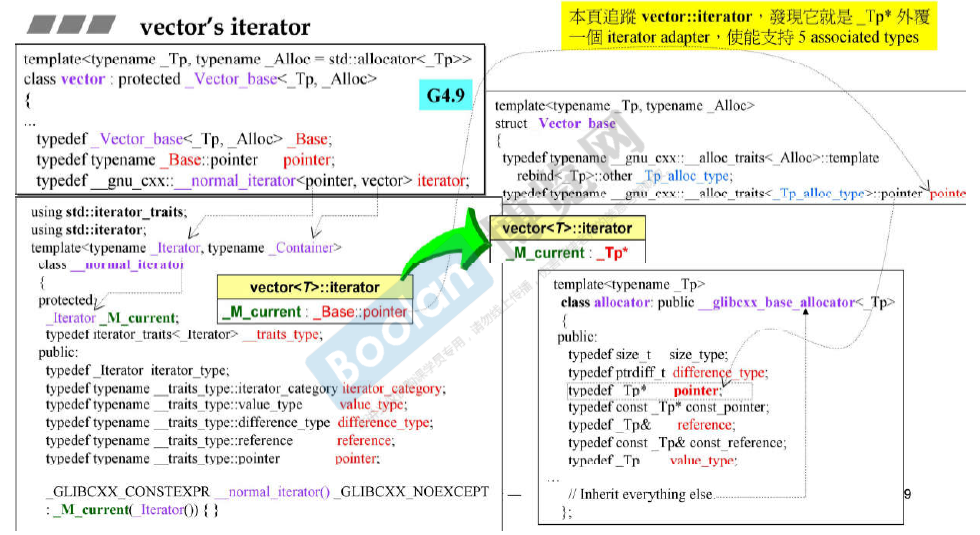 vector's iterator
本頁追蹤 vector::iterator，發現它就是 _Tp* 外覆
一個 iterator adapter，使能支持 5 associated types
template<typename _Tp, typename _Alloc = std::allocator<_Tp>>
class vector : protected _Vector_base<_Tp, _Alloc>
{
...
typedef _Vector_base<_Tp, _Alloc> _Base;
typedef typename _Base::pointer pointer;
typedef __gnu_cxx::__normal_iterator<pointer, vector> iterator;
G4.9
template<typename _Tp, typename _Alloc>
struct _Vector_base
{
typedef typename __gnu_cxx::__alloc_traits<_Alloc>::template
rebind<_Tp>::other _Tp_alloc_type;
typedef typename __gnu_cxx::__alloc_traits<_Tp_alloc_type>::pointer pointe
using std::iterator_traits;
using std::iterator;
template<typename _Iterator, typename _Container>
class __normal_iterator
{
protected:
_Iterator _M_current;
typedef iterator_traits<_Iterator> __traits_type;
public:
typedef _Iterator iterator_type;
typedef typename __traits_type::iterator_category iterator_category;
typedef typename __traits_type::value_type value_type;
typedef typename __traits_type::difference_type difference_type;
typedef typename __traits_type::reference reference;
typedef typename __traits_type::pointer pointer;
_GLIBCXX_CONSTEXPR __normal_iterator() _GLIBCXX_NOEXCEPT
: _M_current(_Iterator()) { }
vector<T>::iterator
_M_current : _Base::pointer
vector<T>::iterator
_M_current : _Tp*
template<typename _Tp>
class allocator: public __glibcxx_base_allocator<_Tp>
{
public:
typedef size_t size_type;
typedef ptrdiff_t difference_type;
typedef _Tp* pointer;
typedef const _Tp* const_pointer;
typedef _Tp& reference;
typedef const _Tp& const_reference;
typedef _Tp value_type;
...
// Inherit everything else.
};
—
9
Boolan
博览网